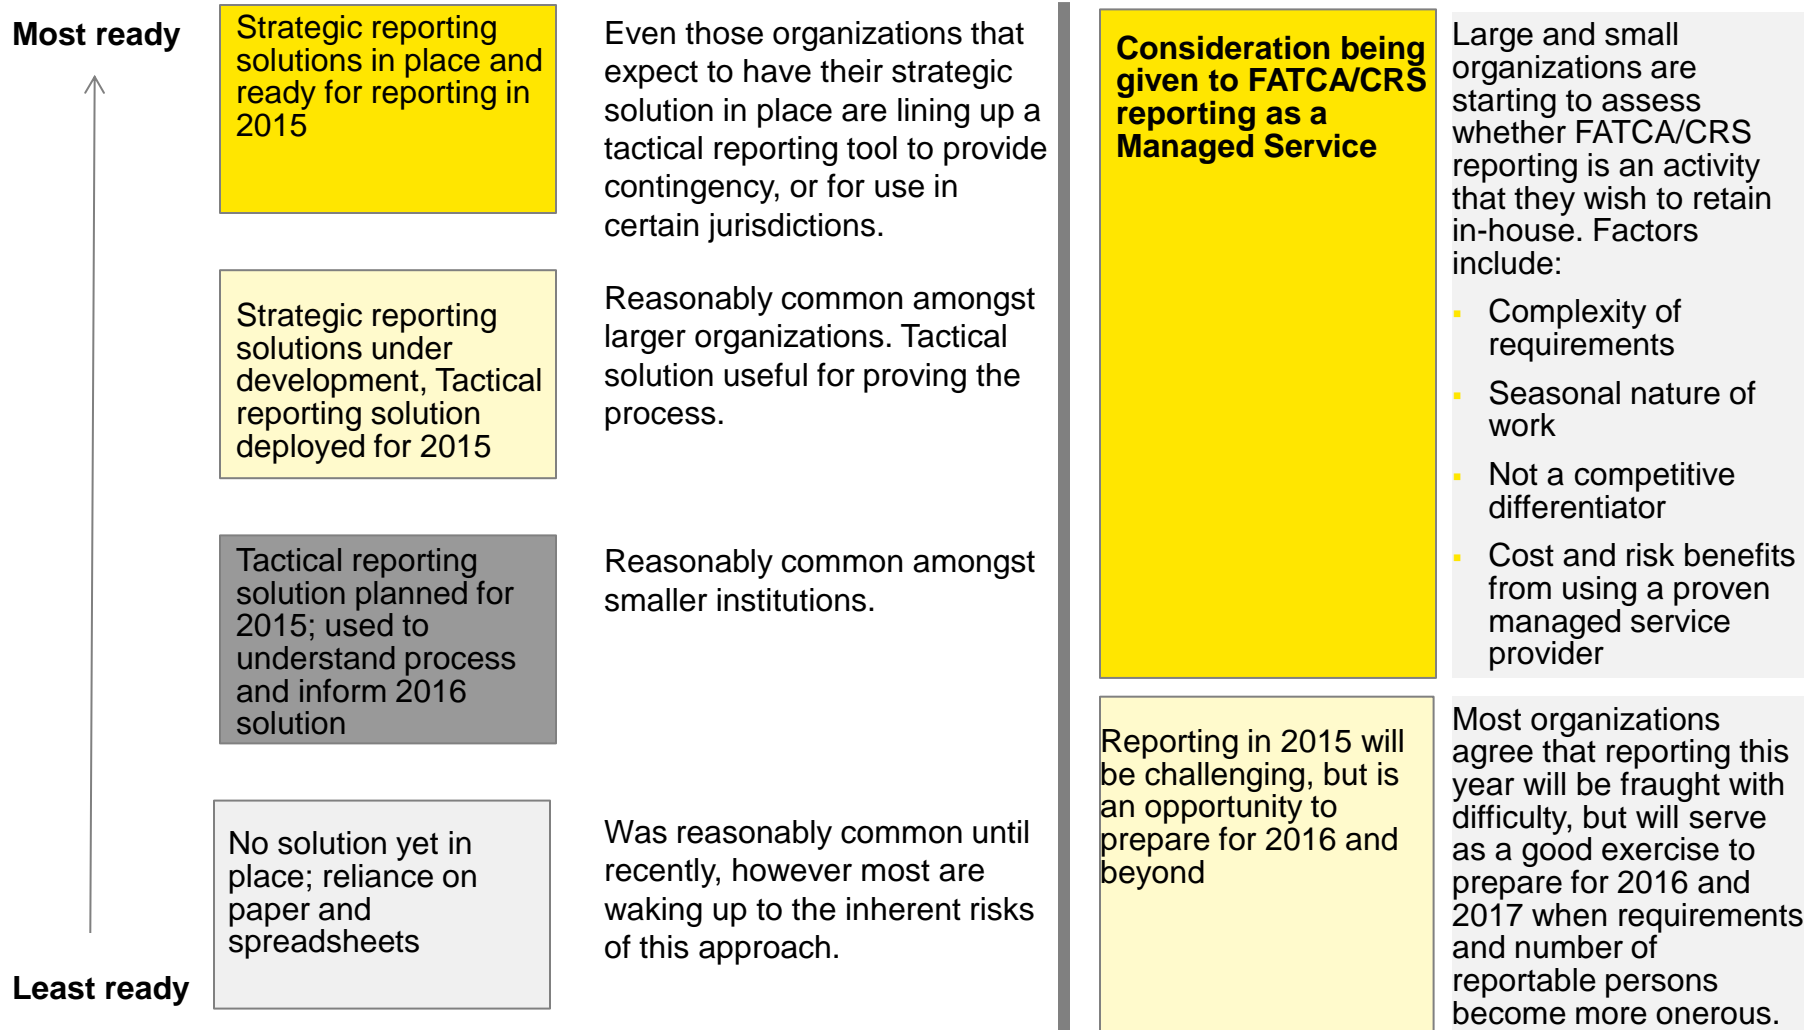 Most ready
Strategic reporting
solutions in place and
ready for reporting in
2015
Even those organizations that
expect to have their strategic
solution in place are lining up a
tactical reporting tool to provide
contingency, or for use in
certain jurisdictions.
Strategic reporting
solutions under
development, Tactical
reporting solution
deployed for 2015
Reasonably common amongst
larger organizations. Tactical
solution useful for proving the
process.
Tactical reporting
solution planned for
2015; used to
understand process
and inform 2016
solution
Reasonably common amongst
smaller institutions.
No solution yet in
place; reliance on
paper and
spreadsheets
Was reasonably common until
recently, however most are
waking up to the inherent risks
of this approach.
Least ready
Consideration being
given to FATCA/CRS
reporting as a
Managed Service
Large and small
organizations are
starting to assess
whether FATCA/CRS
reporting is an activity
that they wish to retain
in-house. Factors
include:
▪ Complexity of
requirements
▪ Seasonal nature of
work
▪ Not a competitive
differentiator
▪ Cost and risk benefits
from using a proven
managed service
provider
Reporting in 2015 will
be challenging, but is
an opportunity to
prepare for 2016 and
beyond
Most organizations
agree that reporting this
year will be fraught with
difficulty, but will serve
as a good exercise to
prepare for 2016 and
2017 when requirements
and number of
reportable persons
become more onerous.